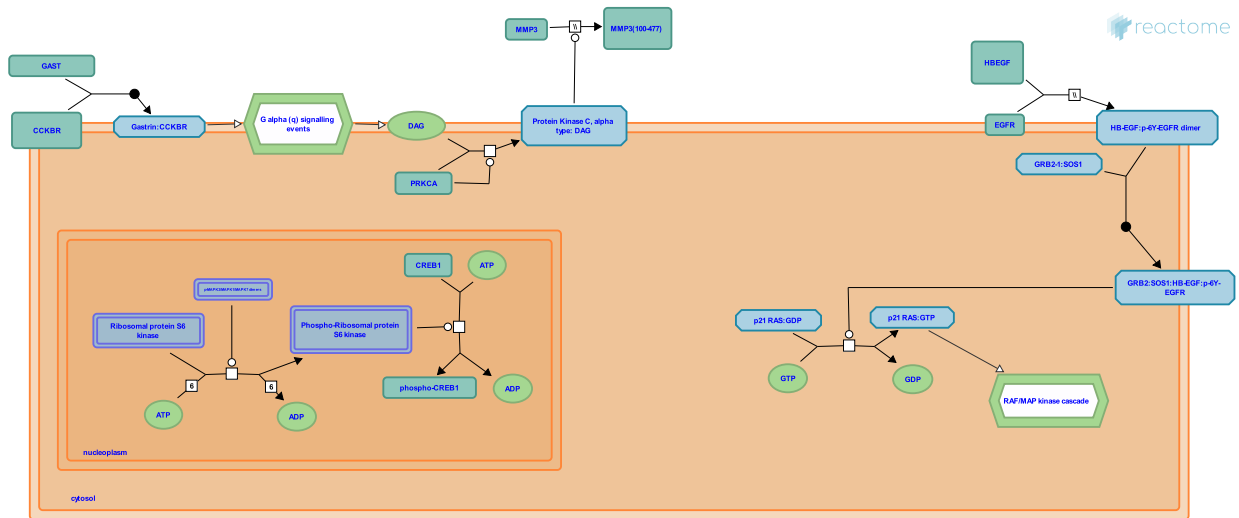 MMP3
MMP3(100-477)
reactome
GAST
HBEGF
CCKBR
Gastrin:CCKBR
G alpha (q) signalling
events
DAG
Protein Kinase C, alpha
type: DAG
EGFR
HB-EGF:p-6Y-EGFR dimer
GRB2-1:SOS1
PRKCA
CREB1
ATP
GRB2:SOS1:HB-EGF:p-6Y-
EGFR
Ribosomal protein S6
kinase
Phospho-Ribosomal protein
S6 kinase
p21 RAS:GDP
p21 RAS:GTP
6
6
phospho-CREB1
ADP
GTP
GDP
RAF/MAP kinase cascade
ATP
ADP
nucleoplasm
cytosol